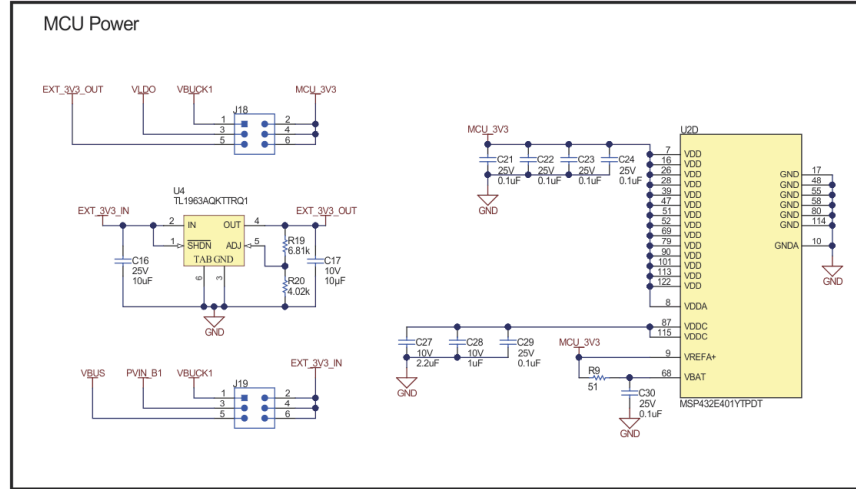 MCU Power
EXT_3V3_OUT VLDO VBUCK1 MCU_3V3
J18
1 2
3 4
5 6
U4
TL1963AQKTTRQ1
EXT_3V3_IN EXT_3V3_OUT
2 IN OUT 4
1 SHDN ADJ 5
TAB GND
6 3
R19
6.81k
R20
4.02k
C16
25V
10uF
C17
10V
10µF
GND
VBUS PVIN_B1 VBUCK1 EXT_3V3_IN
J19
1 2
3 4
5 6
MCU_3V3
C21
25V
0.1uF
C22
25V
0.1uF
C23
25V
0.1uF
C24
25V
0.1uF
GND
U2D
7 VDD
16 VDD
26 VDD
28 VDD
39 VDD
47 VDD
51 VDD
52 VDD
69 VDD
79 VDD
90 VDD
101 VDD
113 VDD
122 VDD
8 VDDA
87 VDDC
115 VDDC
9 VREFA+
68 VBAT
GND 17
GND 48
GND 55
GND 58
GND 80
GND 114
GNDA 10
GND
MSP432E401YTPDT
C27
10V
2.2uF
C28
10V
1uF
C29
25V
0.1uF
GND
MCU_3V3
R9
51
C30
25V
0.1uF
GND